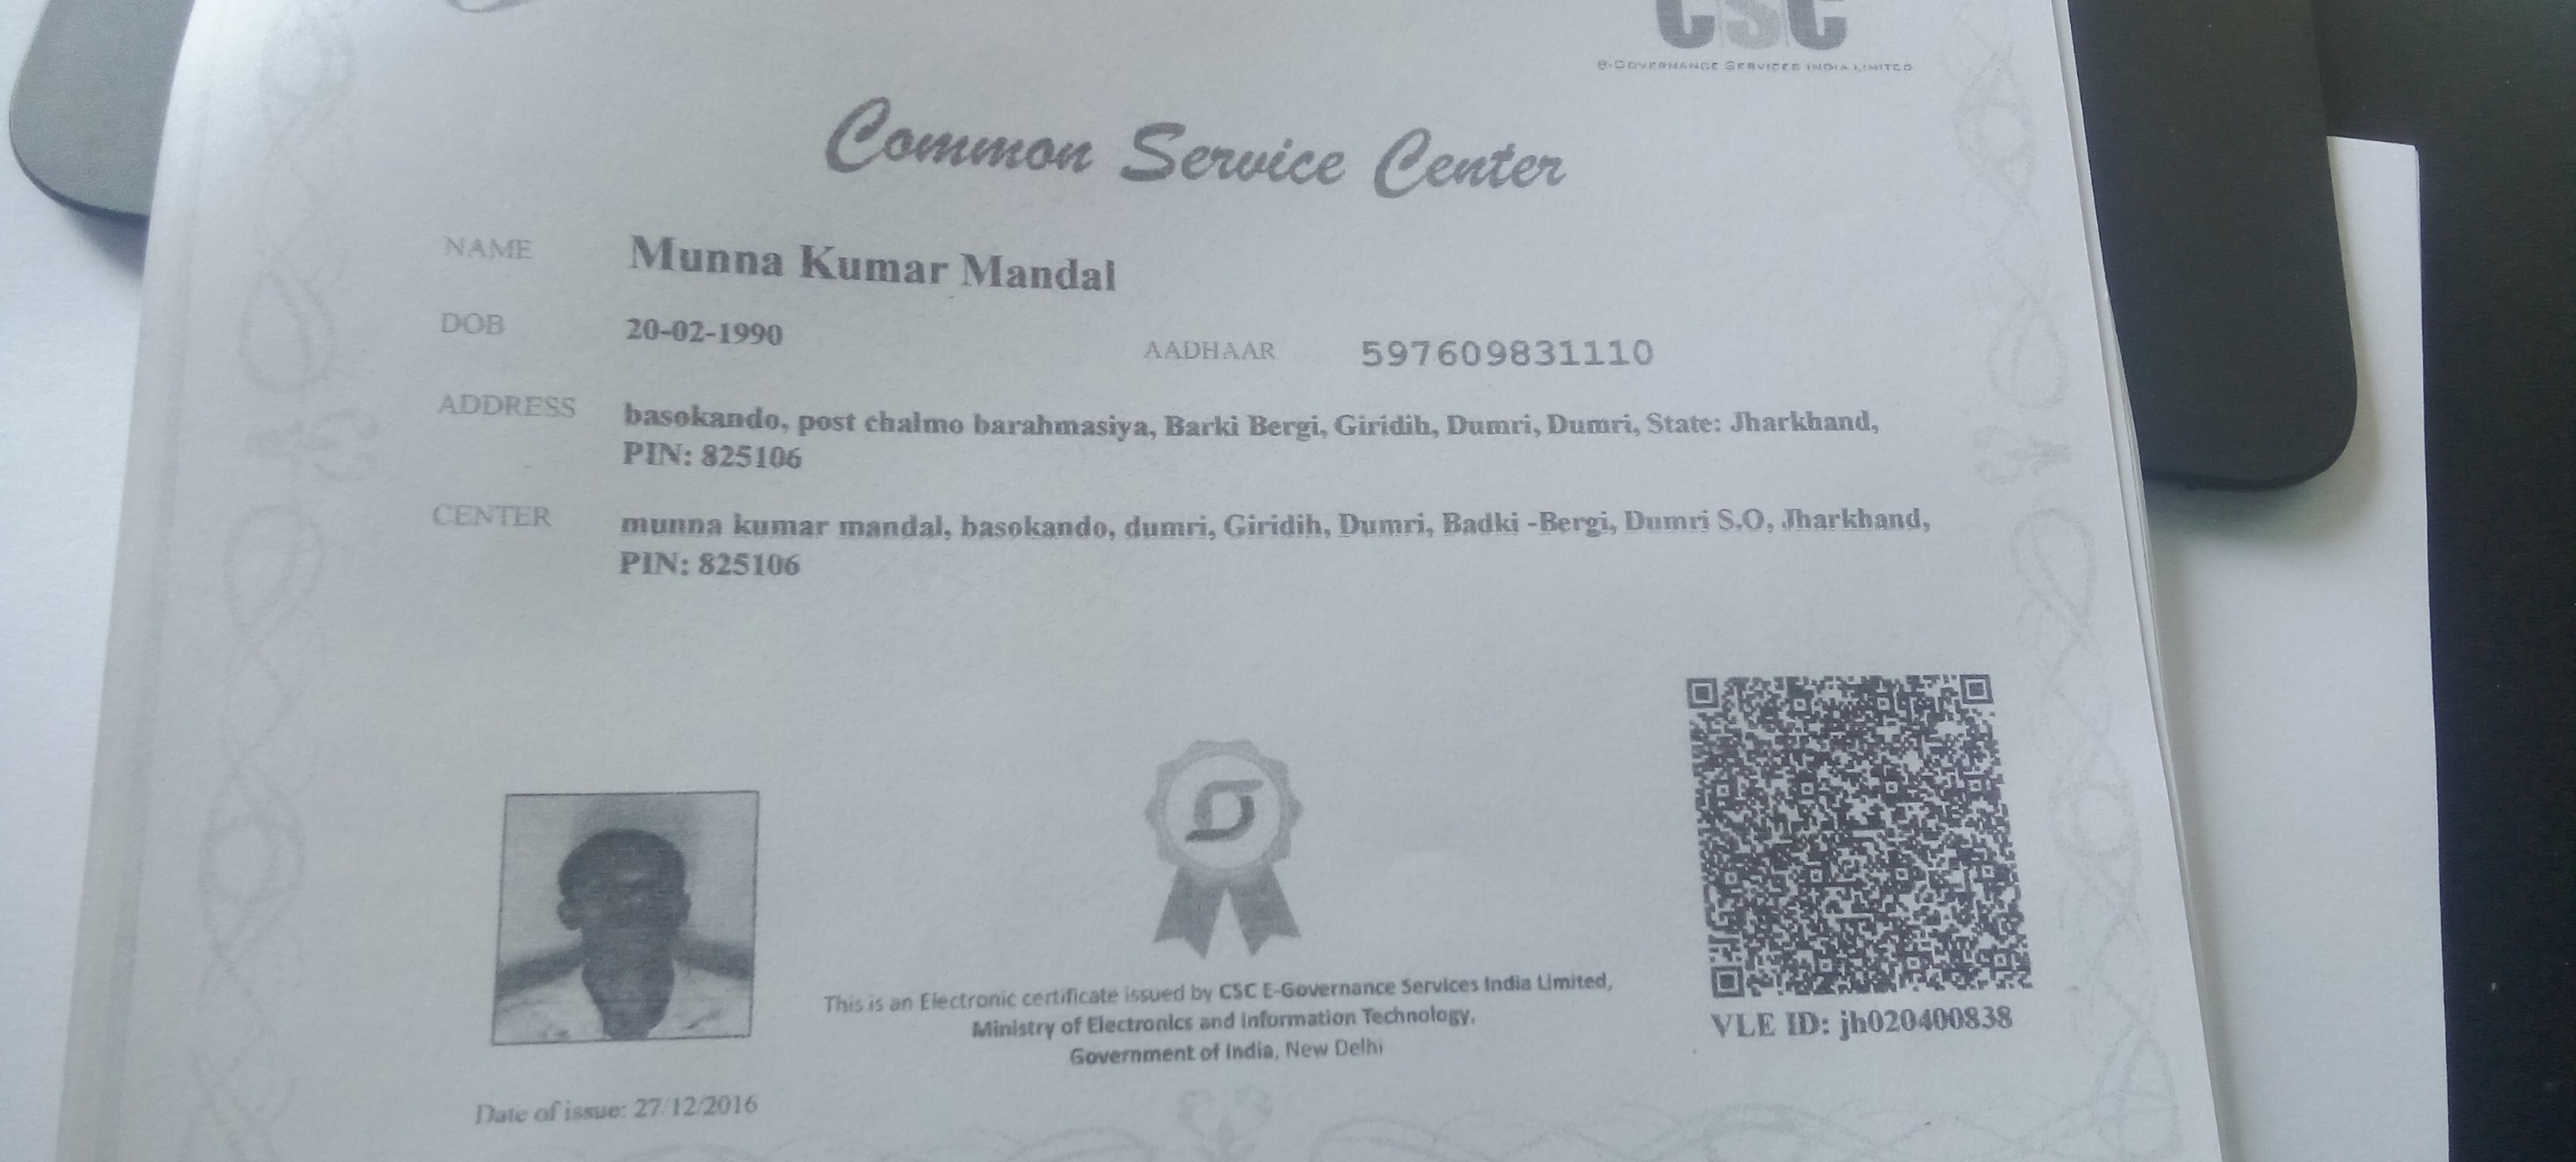 CSC
e-Governance Services India Limited
Common Service Center
NAME Munna Kumar Mandal
DOB 20-02-1990 AADHAAR 597609831110
ADDRESS basokando, post chalmo barahmasiya, Barki Bergi, Giridih, Dumri, Dumri, State: Jharkhand,
PIN: 825106
CENTER munna kumar mandal, basokando, dumri, Giridih, Dumri, Badki -Bergi, Dumri S.O, Jharkhand,
PIN: 825106
This is an Electronic certificate issued by CSC E-Governance Services India Limited,
Ministry of Electronics and Information Technology,
Government of India, New Delhi
VLE ID: jh020400838
Date of issue: 27/12/2016